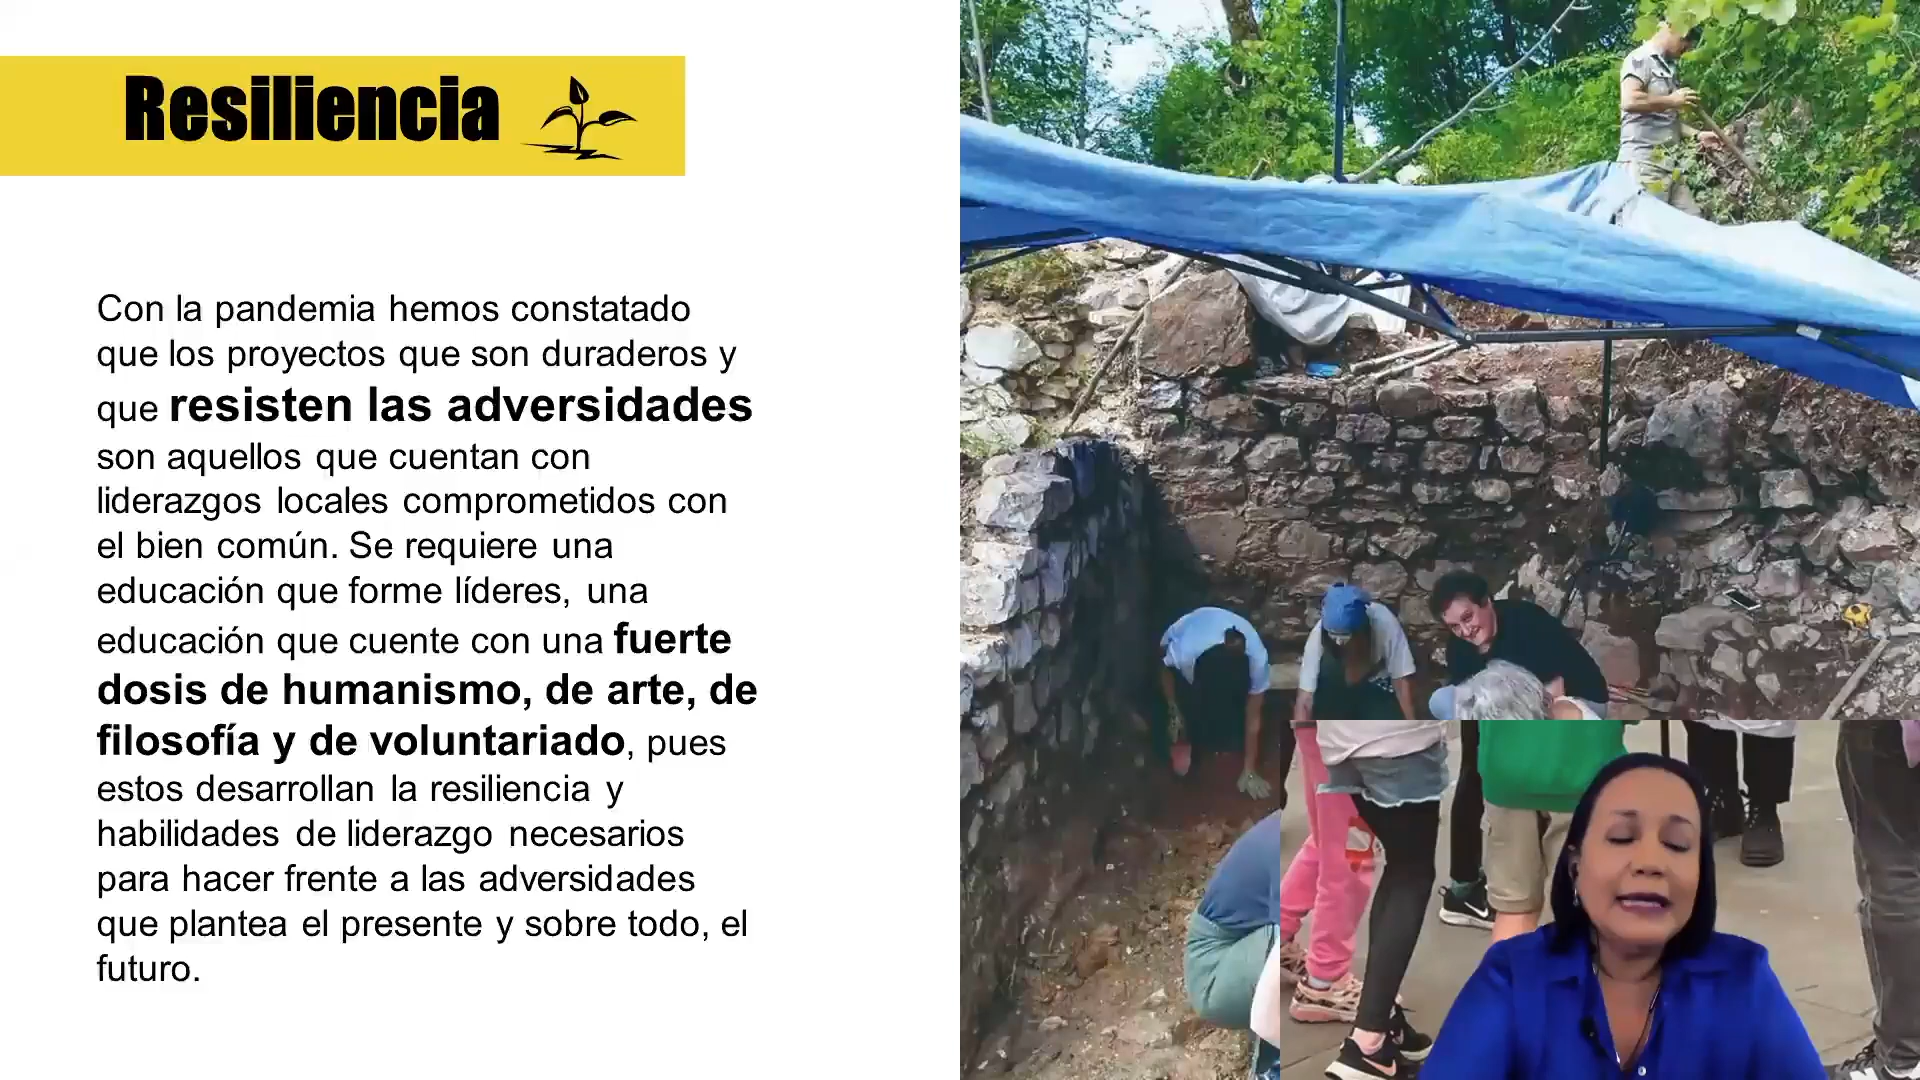 Resiliencia
Con la pandemia hemos constatado
que los proyectos que son duraderos y
que resisten las adversidades
son aquellos que cuentan con
liderazgos locales comprometidos con
el bien común. Se requiere una
educación que forme líderes, una
educación que cuente con una fuerte
dosis de humanismo, de arte, de
filosofía y de voluntariado, pues
estos desarrollan la resiliencia y
habilidades de liderazgo necesarios
para hacer frente a las adversidades
que plantea el presente y sobre todo, el
futuro.